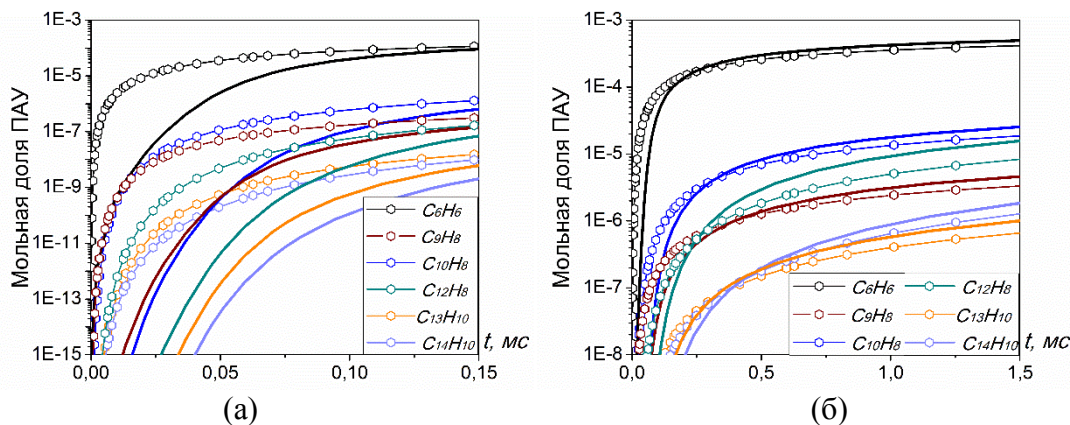 1E-3
1E-5
1E-7
1E-9
1E-11
1E-13
1E-15
Мольная доля ПАУ
C6H6
C9H8
C10H8
C12H8
C13H10
C14H10
t, мс
0,00 0,05 0,10 0,15
(а)
1E-3
1E-4
1E-5
1E-6
1E-7
1E-8
Мольная доля ПАУ
C6H6 C12H8
C9H8 C13H10
C10H8 C14H10
t, мс
0,0 0,5 1,0 1,5
(б)